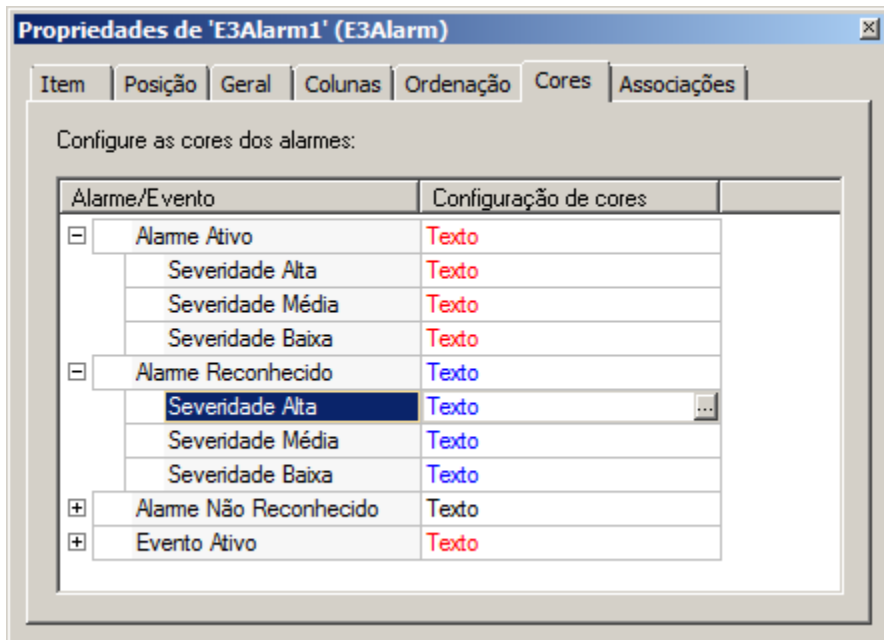 Propriedades de 'E3Alarm1' (E3Alarm)
Item Posição Geral Colunas Ordenação Cores Associações
Configure as cores dos alarmes:
Alarme/Evento Configuração de cores
Alarme Ativo Texto
Severidade Alta Texto
Severidade Média Texto
Severidade Baixa Texto
Alarme Reconhecido Texto
Severidade Alta Texto ...
Severidade Média Texto
Severidade Baixa Texto
Alarme Não Reconhecido Texto
Evento Ativo Texto